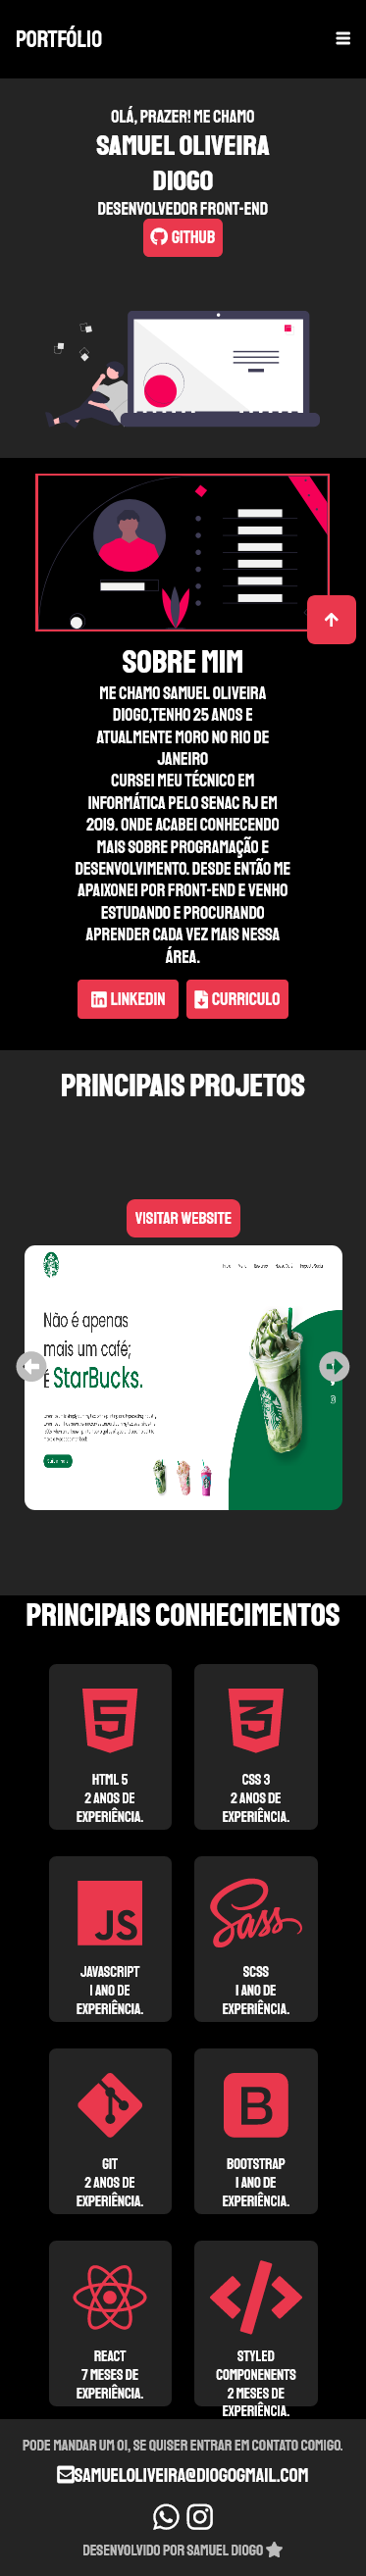 PORTFÓLIO
OLÁ, PRAZER! ME CHAMO
SAMUEL OLIVEIRA
DIOGO
DESENVOLVEDOR FRONT-END
GITHUB
SOBRE MIM
ME CHAMO SAMUEL OLIVEIRA
DIOGO,TENHO 25 ANOS E
ATUALMENTE MORO NO RIO DE
JANEIRO
CURSEI MEU TÉCNICO EM
INFORMÁTICA PELO SENAC RJ EM
2019. ONDE ACABEI CONHECENDO
MAIS SOBRE PROGRAMAÇÃO E
DESENVOLVIMENTO. DESDE ENTÃO ME
APAIXONEI POR FRONT-END E VENHO
ESTUDANDO E PROCURANDO
APRENDER CADA VEZ MAIS NESSA
ÁREA.
LINKEDIN CURRICULO
PRINCIPAIS PROJETOS
VISITAR WEBSITE
Não é apenas
mais um café;
É StarBucks.
PRINCIPAIS CONHECIMENTOS
HTML 5
2 ANOS DE
EXPERIÊNCIA.
CSS 3
2 ANOS DE
EXPERIÊNCIA.
JS
JAVASCRIPT
1 ANO DE
EXPERIÊNCIA.
Sass
SCSS
1 ANO DE
EXPERIÊNCIA.
GIT
2 ANOS DE
EXPERIÊNCIA.
B
BOOTSTRAP
1 ANO DE
EXPERIÊNCIA.
REACT
7 MESES DE
EXPERIÊNCIA.
STYLED
COMPONENENTS
2 MESES DE
EXPERIÊNCIA.
PODE MANDAR UM OI, SE QUISER ENTRAR EM CONTATO COMIGO.
SAMUELOLIVEIRA@DIOGOGMAIL.COM
DESENVOLVIDO POR SAMUEL DIOGO